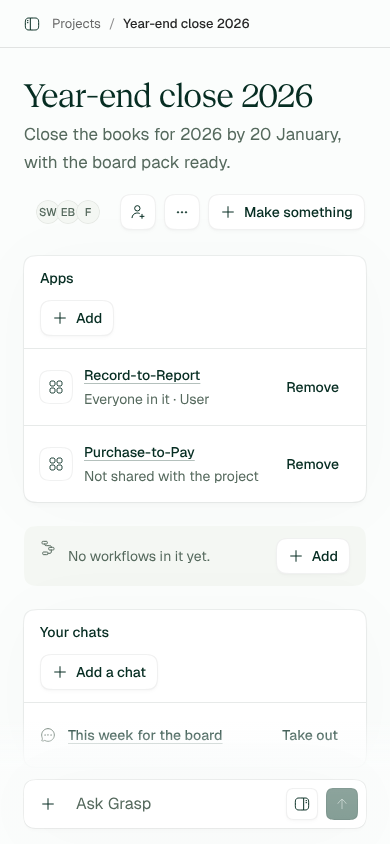 Projects / Year-end close 2026
Year-end close 2026
Close the books for 2026 by 20 January,
with the board pack ready.
SW EB F
Make something
Apps
Add
Record-to-Report
Everyone in it · User
Remove
Purchase-to-Pay
Not shared with the project
Remove
No workflows in it yet.
Add
Your chats
Add a chat
This week for the board
Take out
Ask Grasp